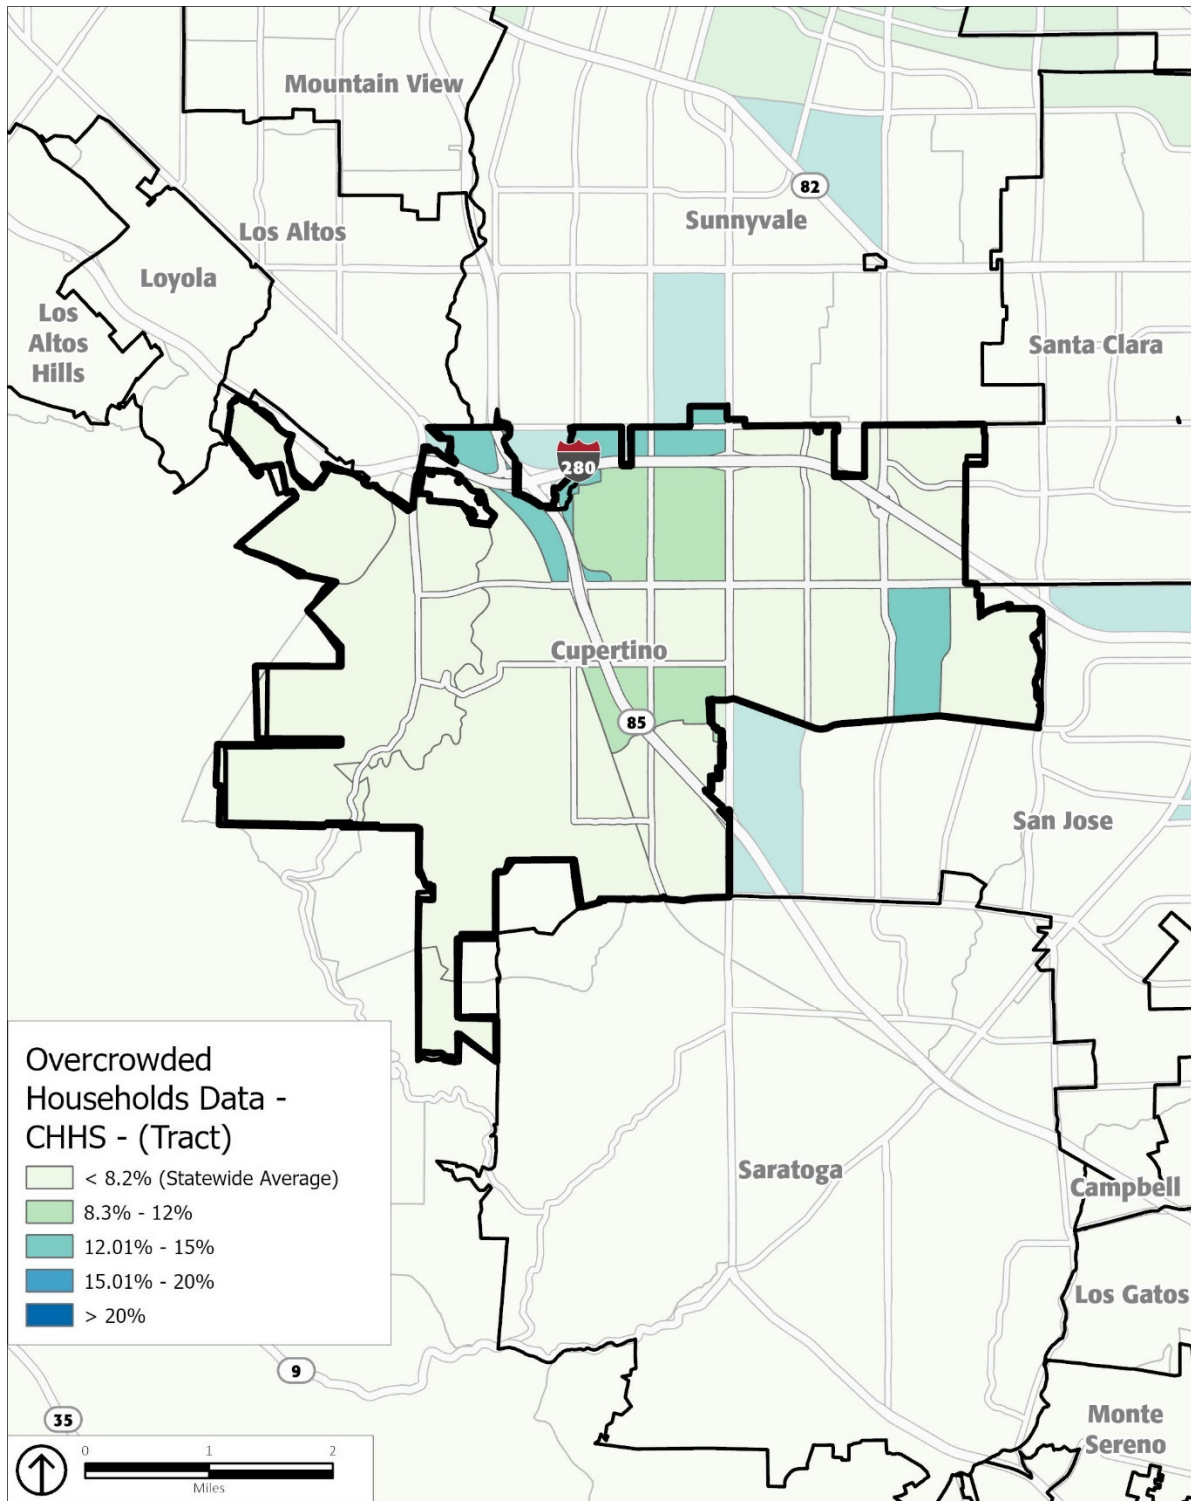 Mountain View
82
Sunnyvale
Los Altos
Loyola
Los
Altos
Hills
Santa Clara
280
Cupertino
85
San Jose
Overcrowded
Households Data -
CHHS - (Tract)
< 8.2% (Statewide Average)
8.3% - 12%
12.01% - 15%
15.01% - 20%
> 20%
Saratoga
Campbell
Los Gatos
9
35
Monte
Sereno
0 1 2
Miles